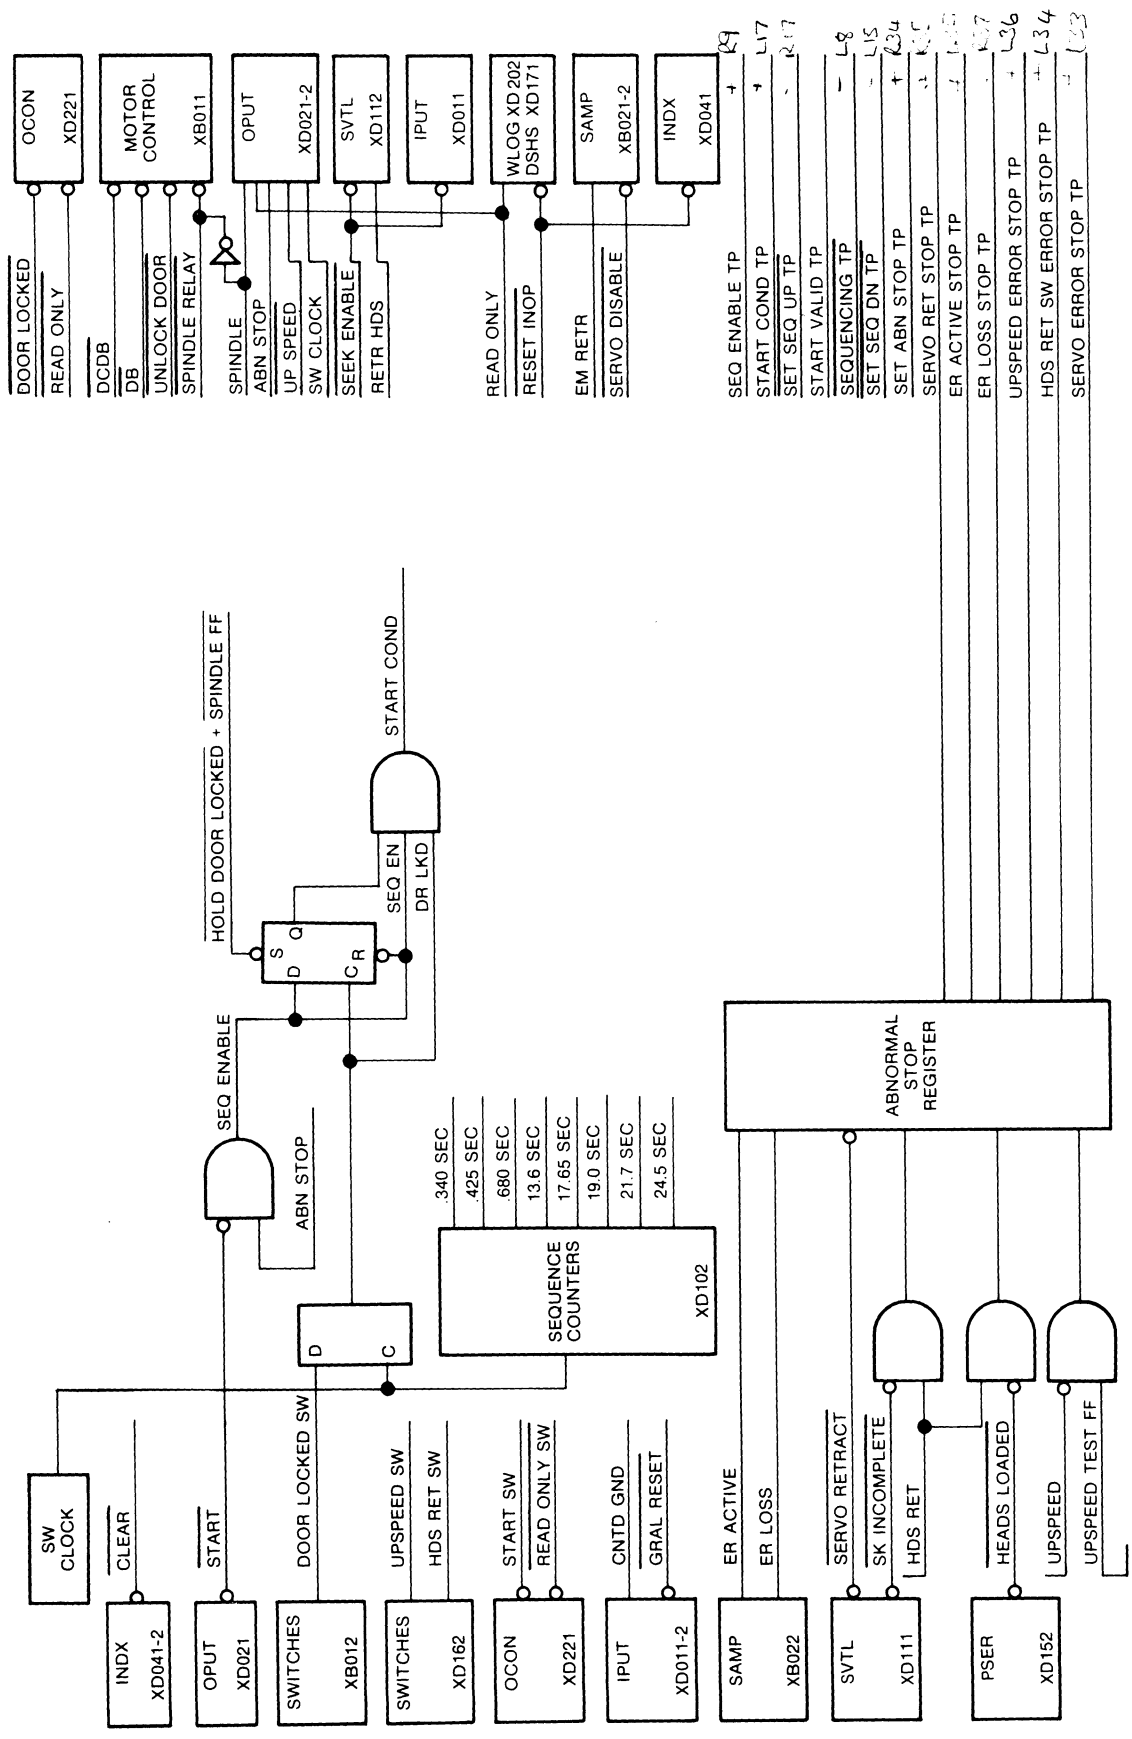 SW
CLOCK
INDX
XD041-2
CLEAR
OPUT
XD021
START
SWITCHES
XB012
DOOR LOCKED SW
SWITCHES
XD162
UPSPEED SW
HDS RET SW
OCON
XD221
START SW
READ ONLY SW
IPUT
XD011-2
CNTD GND
GRAL RESET
SAMP
XB022
ER ACTIVE
ER LOSS
SVTL
XD111
SERVO RETRACT
SK INCOMPLETE
HDS RET
PSER
XD152
HEADS LOADED
UPSPEED
UPSPEED TEST FF
D
C
SEQUENCE
COUNTERS
XD102
.340 SEC
.425 SEC
.680 SEC
13.6 SEC
17.65 SEC
19.0 SEC
21.7 SEC
24.5 SEC
ABN STOP
SEQ ENABLE
HOLD DOOR LOCKED + SPINDLE FF
S
D
Q
C
R
SEQ EN
DR LKD
START COND
ABNORMAL
STOP
REGISTER
DOOR LOCKED
READ ONLY
OCON
XD221
DCDB
DB
UNLOCK DOOR
SPINDLE RELAY
MOTOR
CONTROL
XB011
SPINDLE
ABN STOP
UP SPEED
SW CLOCK
OPUT
XD021-2
SEEK ENABLE
RETR HDS
SVTL
XD112
IPUT
XD011
READ ONLY
RESET INOP
WLOG XD202
DSHS XD171
EM RETR
SERVO DISABLE
SAMP
XB021-2
INDX
XD041
SEQ ENABLE TP + R9
START COND TP + L17
SET SEQ UP TP - R17
START VALID TP
SEQUENCING TP - L8
SET SEQ DN TP - L15
SET ABN STOP TP + R34
SERVO RET STOP TP +
ER ACTIVE STOP TP
ER LOSS STOP TP
UPSPEED ERROR STOP TP + L36
HDS RET SW ERROR STOP TP + L34
SERVO ERROR STOP TP L33